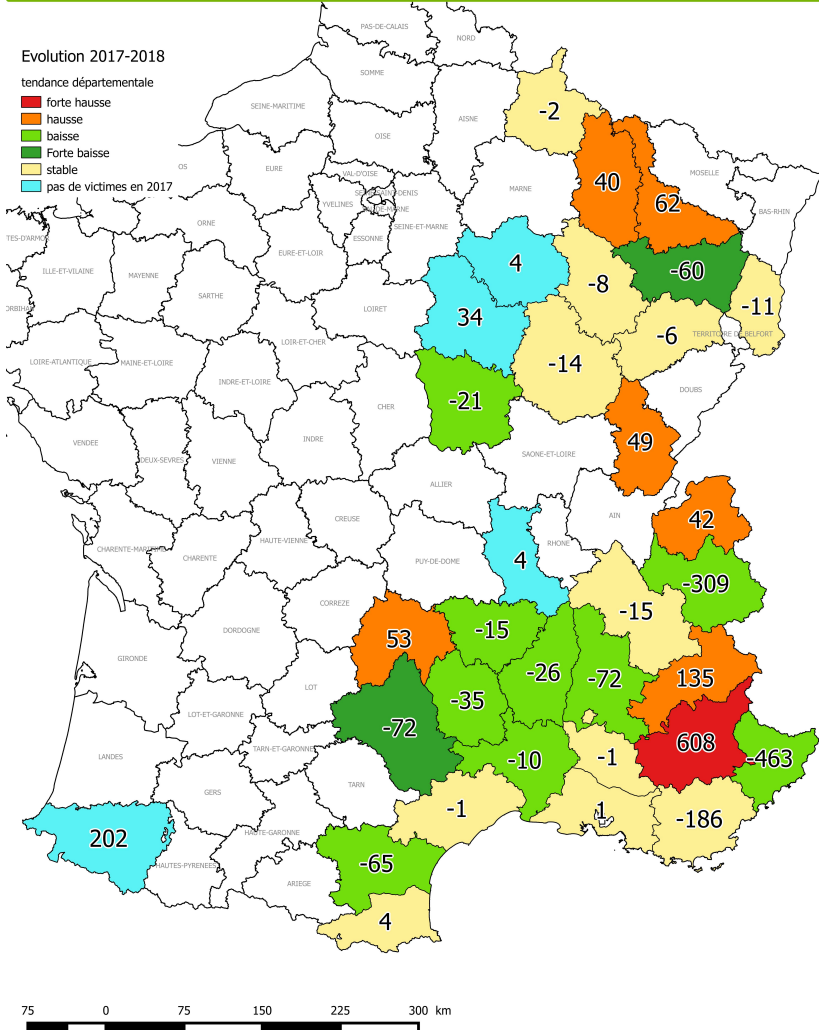 Evolution 2017-2018
tendance départementale
forte hausse
hausse
baisse
Forte baisse
stable
pas de victimes en 2017
PAS-DE-CALAIS
NORD
SOMME
SEINE-MARITIME
AISNE
OISE
-2
EURE
VAL-D'OISE
MARNE
40
62
MOSELLE
BAS-RHIN
OS
YVELINES
SEINE-ET-MARNE
ORNE
ESSONNE
TES-D'ARMOR
EURE-ET-LOIR
4
-60
-8
-11
ILLE-ET-VILAINE
MAYENNE
SARTHE
ORBIHAN
LOIRET
34
-6
TERRITOIRE DE BELFORT
LOIR-ET-CHER
LOIRE-ATLANTIQUE
MAINE-ET-LOIRE
-14
INDRE-ET-LOIRE
DOUBS
CHER
-21
VENDEE
INDRE
49
DEUX-SEVRES
VIENNE
SAONE-ET-LOIRE
ALLIER
CREUSE
AIN
42
HAUTE-VIENNE
RHONE
CHARENTE-MARITIME
CHARENTE
PUY-DE-DOME
4
-309
CORREZE
-15
DORDOGNE
53
-15
GIRONDE
-26
-72
135
LOT
-35
LOT-ET-GARONNE
-72
608
TARN-ET-GARONNE
LANDES
-10
-1
-463
TARN
GERS
-1
1
-186
202
HAUTE-GARONNE
HAUTES-PYRENEES
-65
ARIEGE
4
75 0 75 150 225 300 km